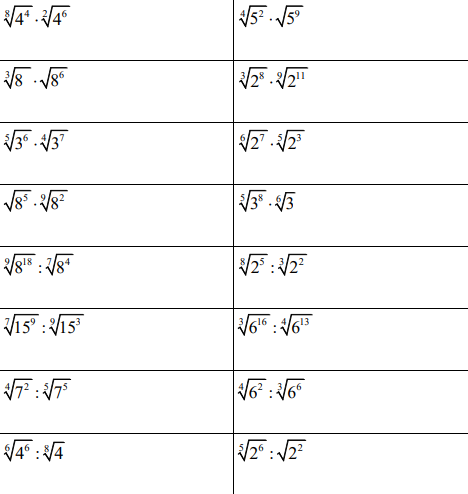 ⁸√4⁴ · ²√4⁶
⁴√5² · √5⁹
³√8 · √8⁶
³√2⁸ · ⁹√2¹¹
⁵√3⁶ · ⁴√3⁷
⁶√2⁷ · ⁵√2³
√8⁵ · ⁹√8²
⁵√3⁸ · ⁶√3
⁹√8¹⁸ : ⁷√8⁴
⁸√2⁵ : ³√2²
⁷√15⁹ : ⁹√15³
³√6¹⁶ : ⁴√6¹³
⁴√7² : ⁵√7⁵
⁴√6² : ³√6⁶
⁶√4⁶ : ⁸√4
⁵√2⁶ : √2²